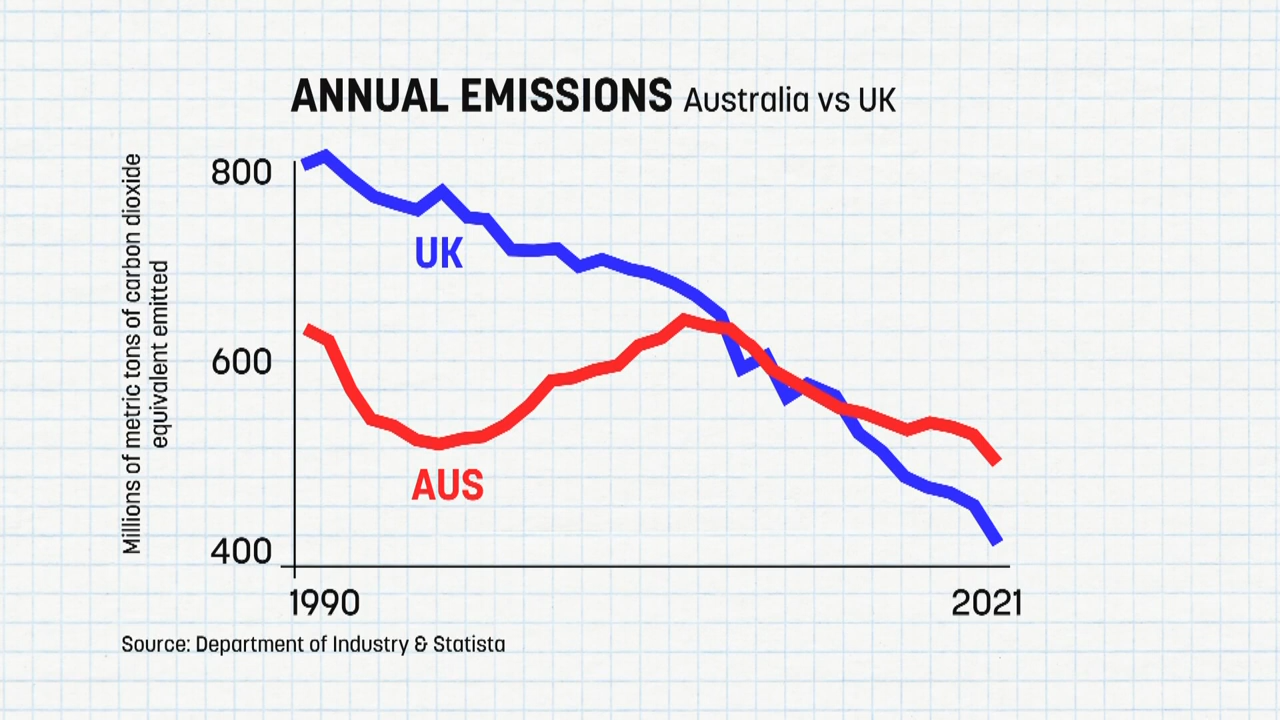 ANNUAL EMISSIONS Australia vs UK
Millions of metric tons of carbon dioxide
equivalent emitted
800
600
400
UK
AUS
1990
2021
Source: Department of Industry & Statista